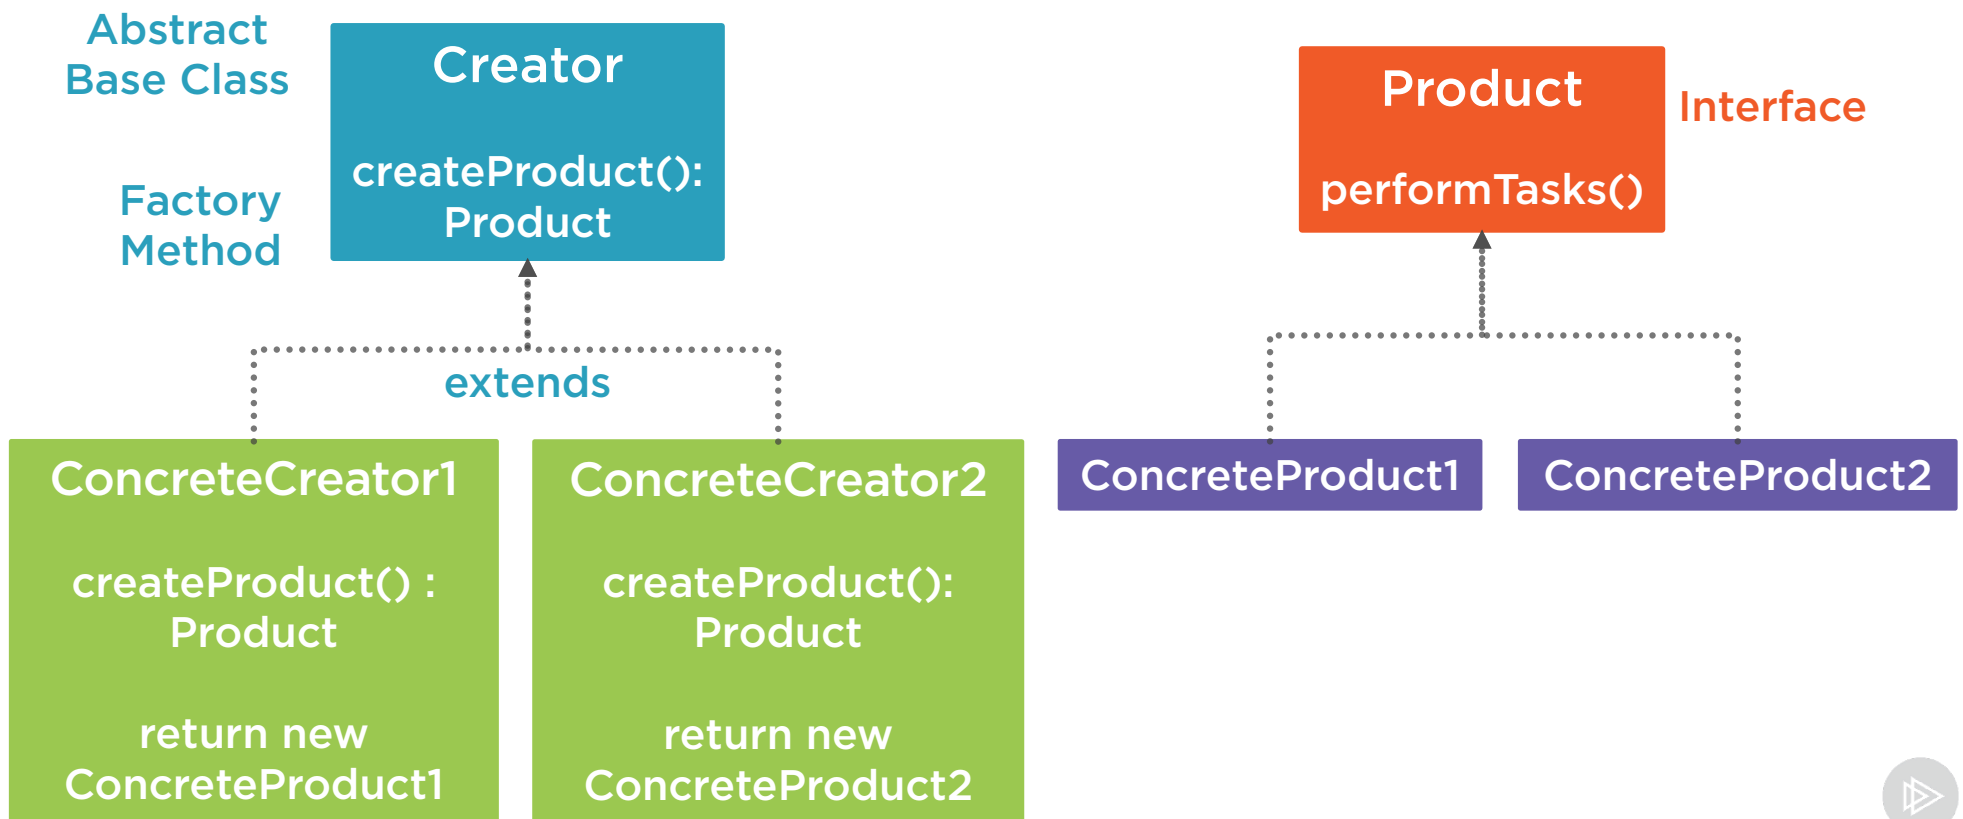 Abstract
Base Class
Factory
Method
Creator
createProduct():
Product
extends
ConcreteCreator1
createProduct() :
Product
return new
ConcreteProduct1
ConcreteCreator2
createProduct():
Product
return new
ConcreteProduct2
Product
performTasks()
Interface
ConcreteProduct1
ConcreteProduct2